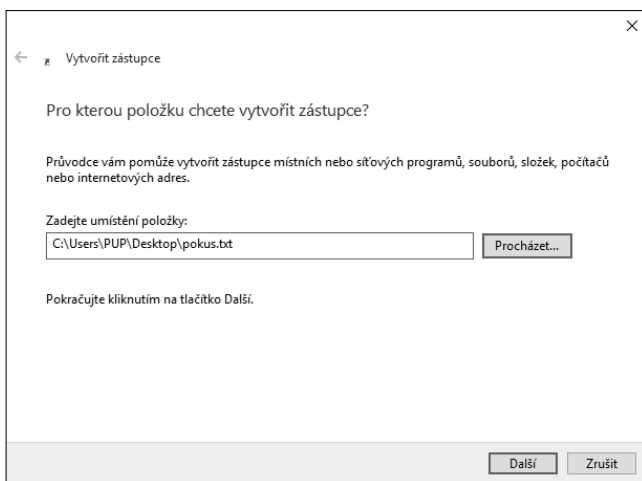 Vytvořit zástupce
Pro kterou položku chcete vytvořit zástupce?
Průvodce vám pomůže vytvořit zástupce místních nebo síťových programů, souborů, složek, počítačů
nebo internetových adres.
Zadejte umístění položky:
C:\Users\PUP\Desktop\pokus.txt
Procházet...
Pokračujte kliknutím na tlačítko Další.
Další
Zrušit